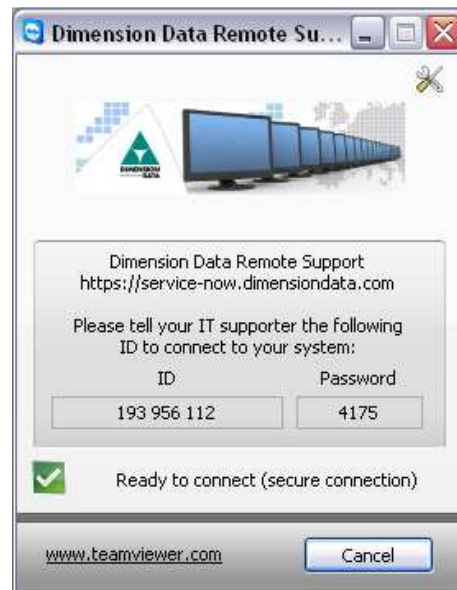 Dimension Data Remote Su...
DIMENSION
DATA
Dimension Data Remote Support
https://service-now.dimensiondata.com
Please tell your IT supporter the following
ID to connect to your system:
ID Password
193 956 112 4175
Ready to connect (secure connection)
www.teamviewer.com Cancel